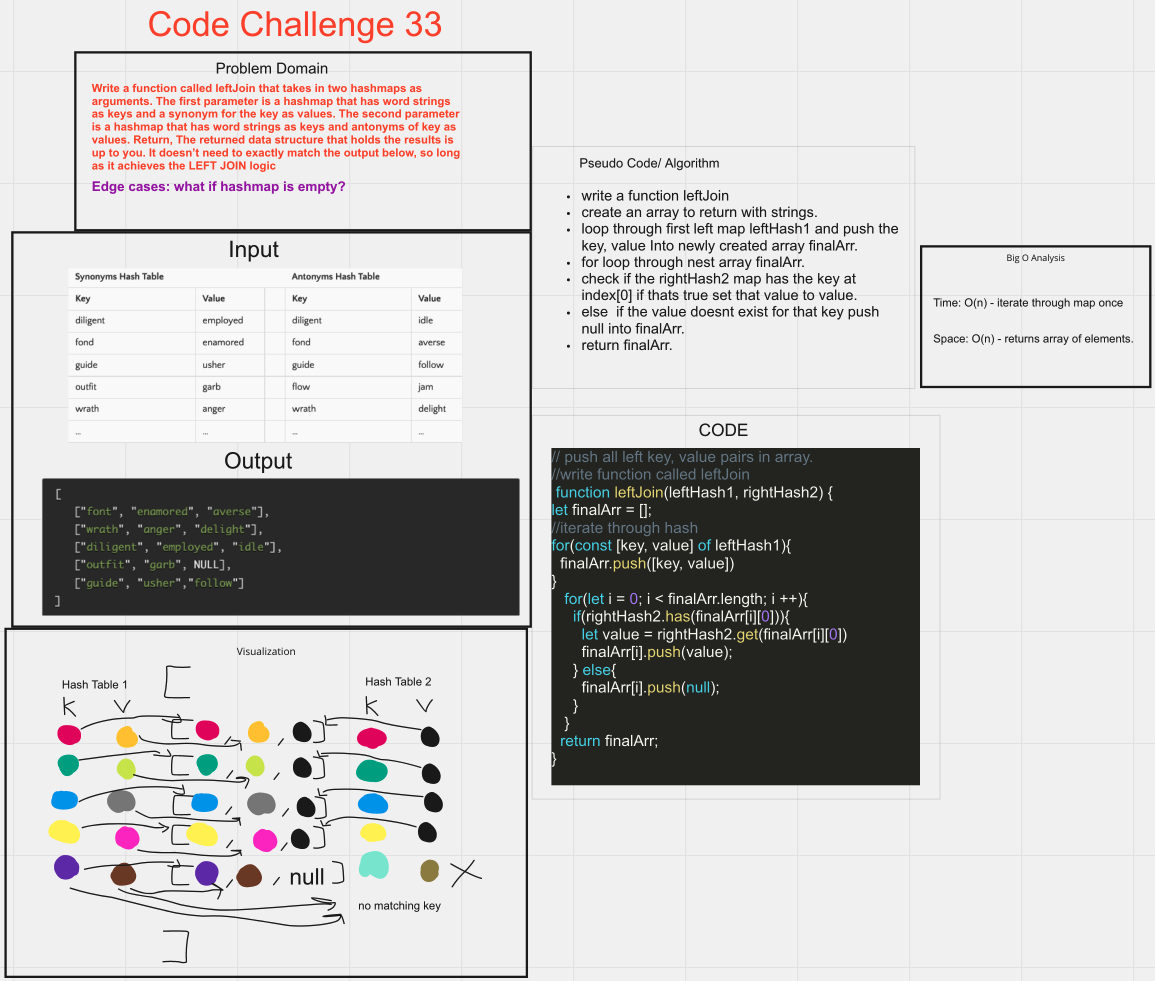 Code Challenge 33
Problem Domain
Write a function called leftJoin that takes in two hashmaps as
arguments. The first parameter is a hashmap that has word strings
as keys and a synonym for the key as values. The second parameter
is a hashmap that has word strings as keys and antonyms of key as
values. Return, The returned data structure that holds the results is
up to you. It doesn't need to exactly match the output below, so long
as it achieves the LEFT JOIN logic
Edge cases: what if hashmap is empty?
Input
Synonyms Hash Table Antonyms Hash Table
Key Value Key Value
diligent employed diligent idle
fond enamored fond averse
guide usher guide follow
outfit garb flow jam
wrath anger wrath delight
... ... ... ...
Output
[
["font", "enamored", "averse"],
["wrath", "anger", "delight"],
["diligent", "employed", "idle"],
["outfit", "garb", NULL],
["guide", "usher","follow"]
]
Visualization
Hash Table 1
Hash Table 2
K V
K V
[
[ , , ]
[ , , ]
[ , , ]
[ , , ]
[ , , null ]
no matching key
]
Pseudo Code/ Algorithm
• write a function leftJoin
• create an array to return with strings.
• loop through first left map leftHash1 and push the
key, value Into newly created array finalArr.
• for loop through nest array finalArr.
• check if the rightHash2 map has the key at
index[0] if thats true set that value to value.
• else  if the value doesnt exist for that key push
null into finalArr.
• return finalArr.
Big O Analysis
Time: O(n) - iterate through map once
Space: O(n) - returns array of elements.
CODE
// push all left key, value pairs in array.
//write function called leftJoin
function leftJoin(leftHash1, rightHash2) {
let finalArr = [];
//iterate through hash
for(const [key, value] of leftHash1){
finalArr.push([key, value])
}
for(let i = 0; i < finalArr.length; i ++){
if(rightHash2.has(finalArr[i][0])){
let value = rightHash2.get(finalArr[i][0])
finalArr[i].push(value);
} else{
finalArr[i].push(null);
}
}
return finalArr;
}